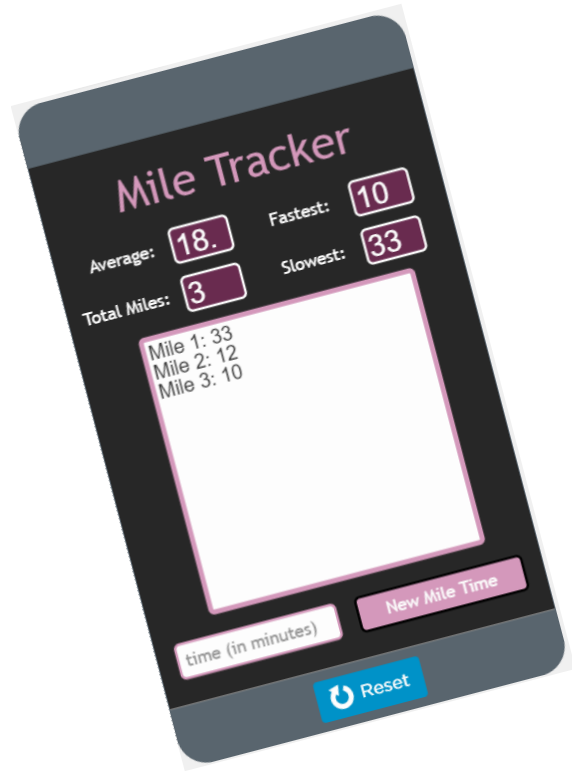 Mile Tracker
Average: 18. Fastest: 10
Total Miles: 3 Slowest: 33
Mile 1: 33
Mile 2: 12
Mile 3: 10
time (in minutes) New Mile Time
Reset